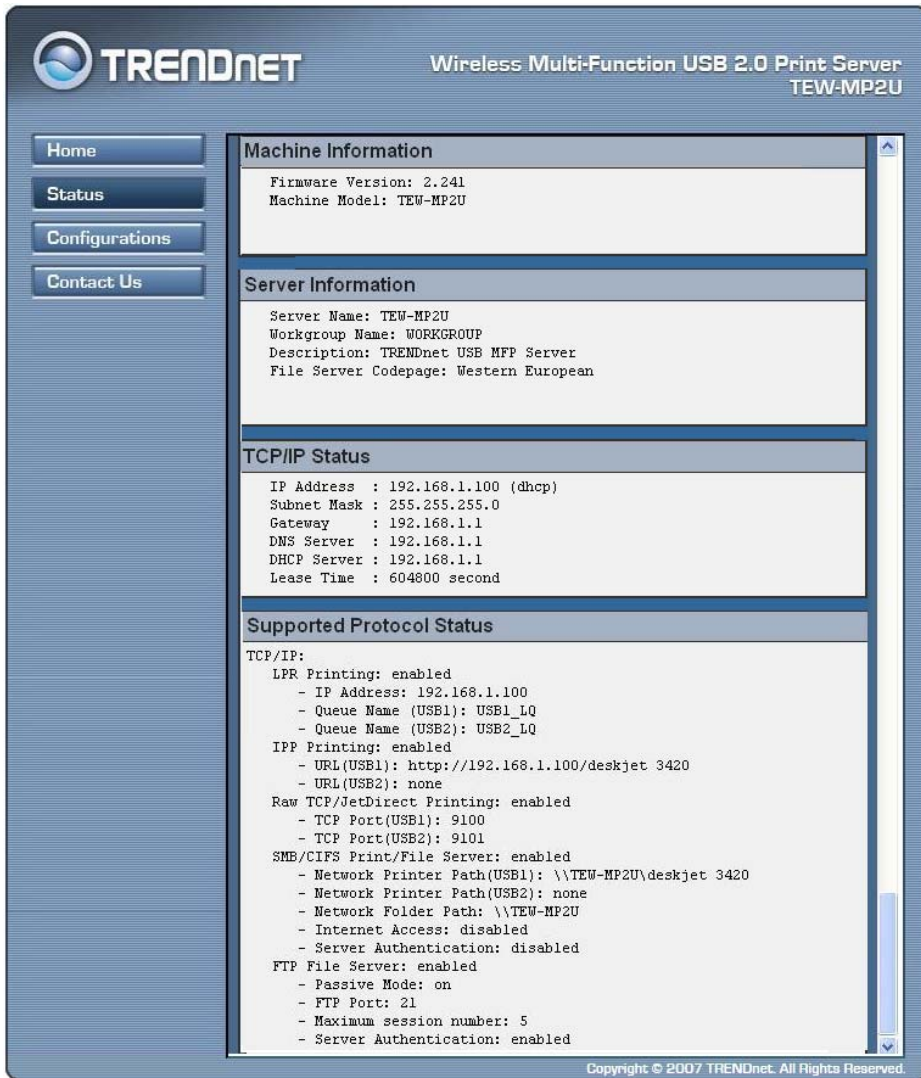 TRENDNET
Wireless Multi-Function USB 2.0 Print Server
TEW-MP2U
Home
Status
Configurations
Contact Us
Machine Information
Firmware Version: 2.241
Machine Model: TEW-MP2U
Server Information
Server Name: TEW-MP2U
Workgroup Name: WORKGROUP
Description: TRENDnet USB MFP Server
File Server Codepage: Western European
TCP/IP Status
IP Address : 192.168.1.100 (dhcp)
Subnet Mask : 255.255.255.0
Gateway : 192.168.1.1
DNS Server : 192.168.1.1
DHCP Server : 192.168.1.1
Lease Time : 604800 second
Supported Protocol Status
TCP/IP:
LPR Printing: enabled
- IP Address: 192.168.1.100
- Queue Name (USB1): USB1_LQ
- Queue Name (USB2): USB2_LQ
IPP Printing: enabled
- URL(USB1): http://192.168.1.100/deskjet 3420
- URL(USB2): none
Raw TCP/JetDirect Printing: enabled
- TCP Port(USB1): 9100
- TCP Port(USB2): 9101
SMB/CIFS Print/File Server: enabled
- Network Printer Path(USB1): \\TEW-MP2U\deskjet 3420
- Network Printer Path(USB2): none
- Network Folder Path: \\TEW-MP2U
- Internet Access: disabled
- Server Authentication: disabled
FTP File Server: enabled
- Passive Mode: on
- FTP Port: 21
- Maximum session number: 5
- Server Authentication: enabled
Copyright © 2007 TRENDnet. All Rights Reserved.